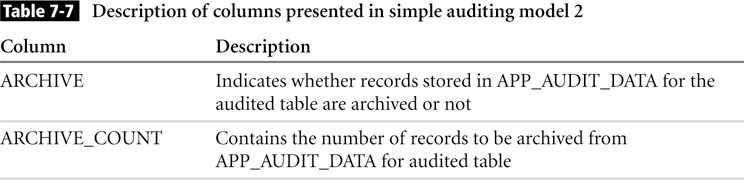 Table 7-7 Description of columns presented in simple auditing model 2
Column Description
ARCHIVE Indicates whether records stored in APP_AUDIT_DATA for the
audited table are archived or not
ARCHIVE_COUNT Contains the number of records to be archived from
APP_AUDIT_DATA for audited table